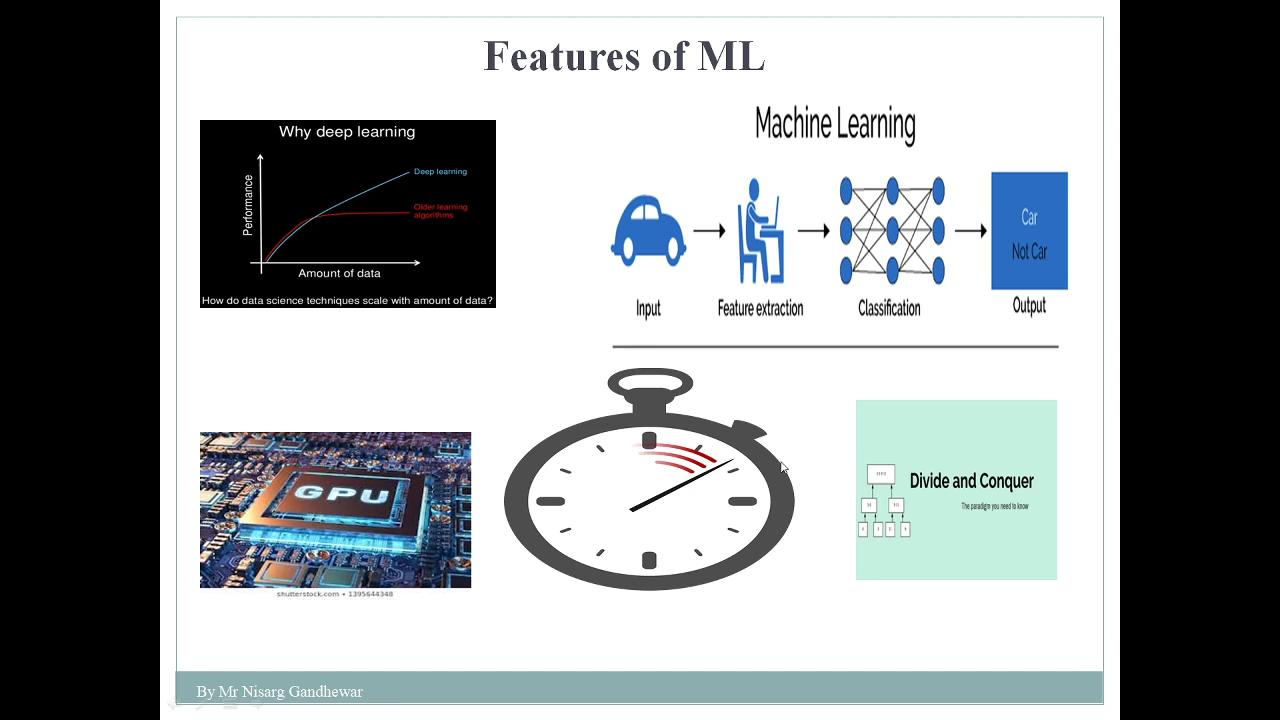 Features of ML
Why deep learning
Performance
Deep learning
Older learning
algorithms
Amount of data
How do data science techniques scale with amount of data?
Machine Learning
Input
Feature extraction
Classification
Car
Not Car
Output
GPU
shutterstock.com • 1395644348
Divide and Conquer
The paradigm you need to know
By Mr Nisarg Gandhewar